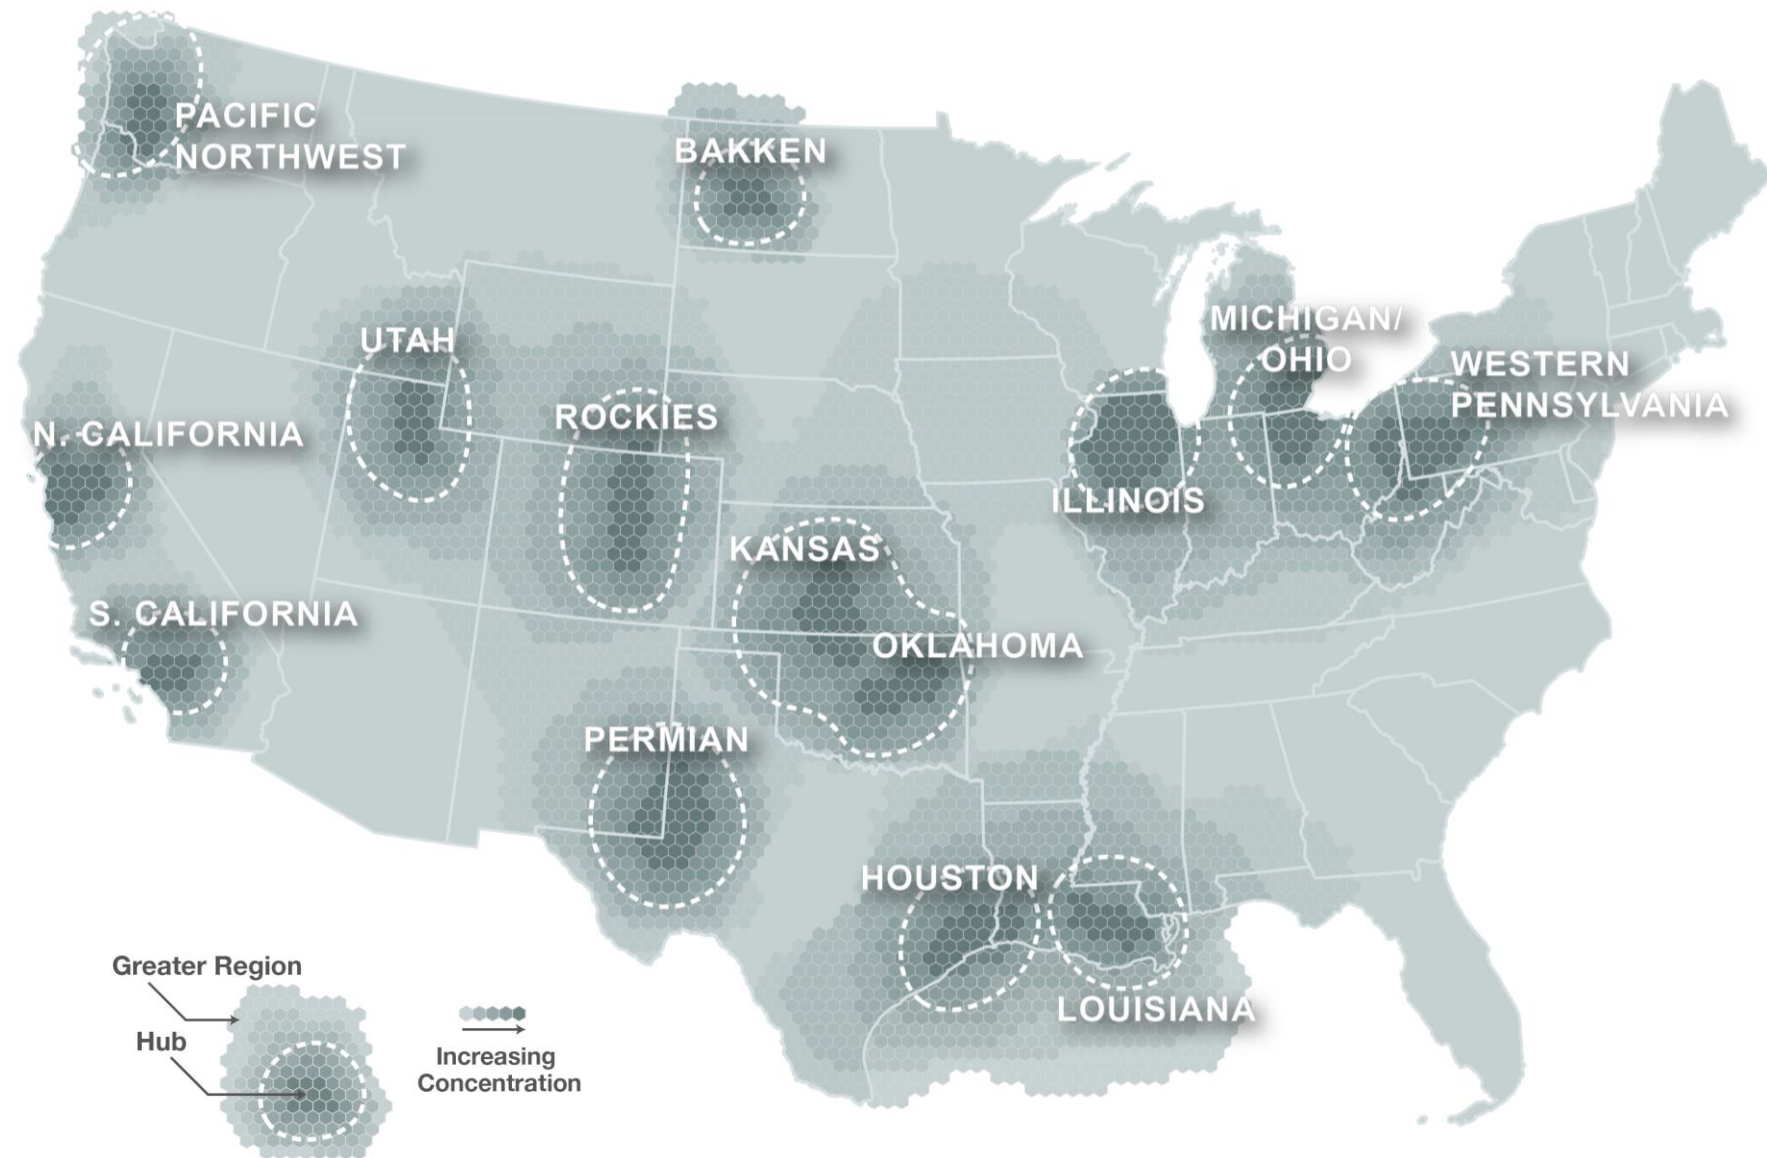 PACIFIC
NORTHWEST
BAKKEN
UTAH
MICHIGAN/
OHIO
WESTERN
PENNSYLVANIA
ROCKIES
N. CALIFORNIA
ILLINOIS
KANSAS
S. CALIFORNIA
OKLAHOMA
PERMIAN
HOUSTON
LOUISIANA
Greater Region
Hub
Increasing
Concentration